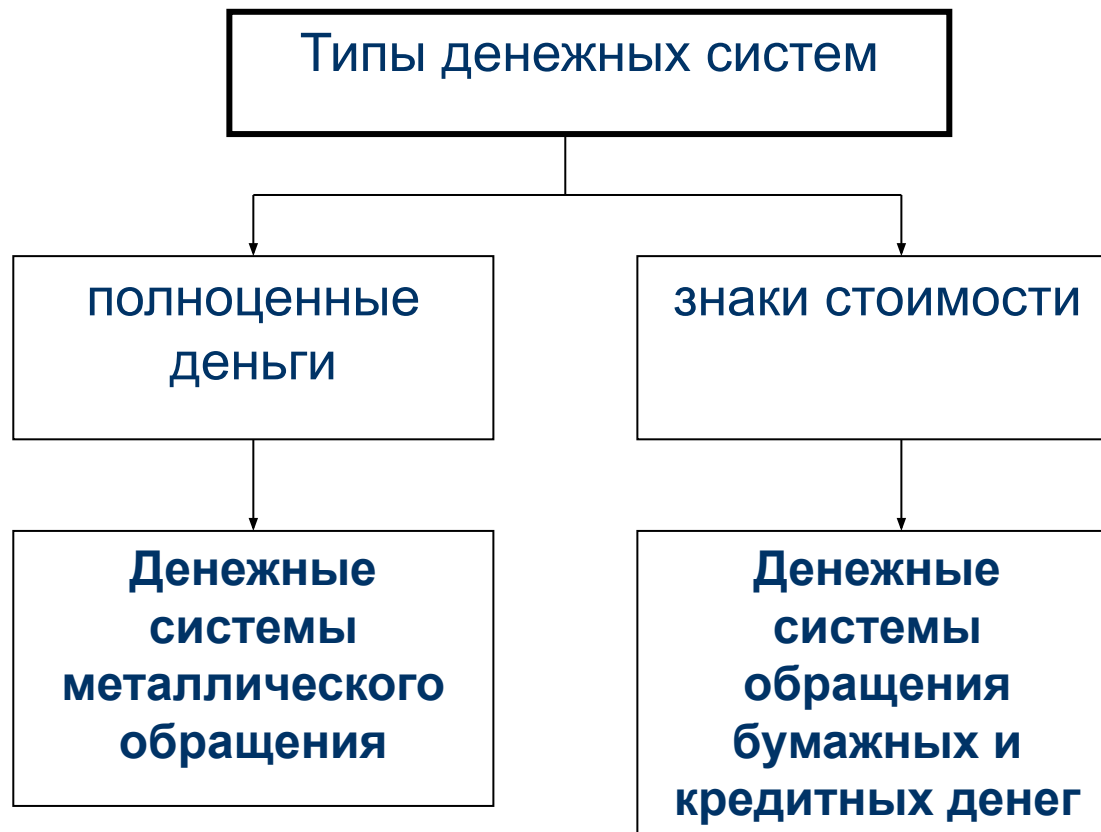 Типы денежных систем
полноценные
деньги
знаки стоимости
Денежные
системы
металлического
обращения
Денежные
системы
обращения
бумажных и
кредитных денег